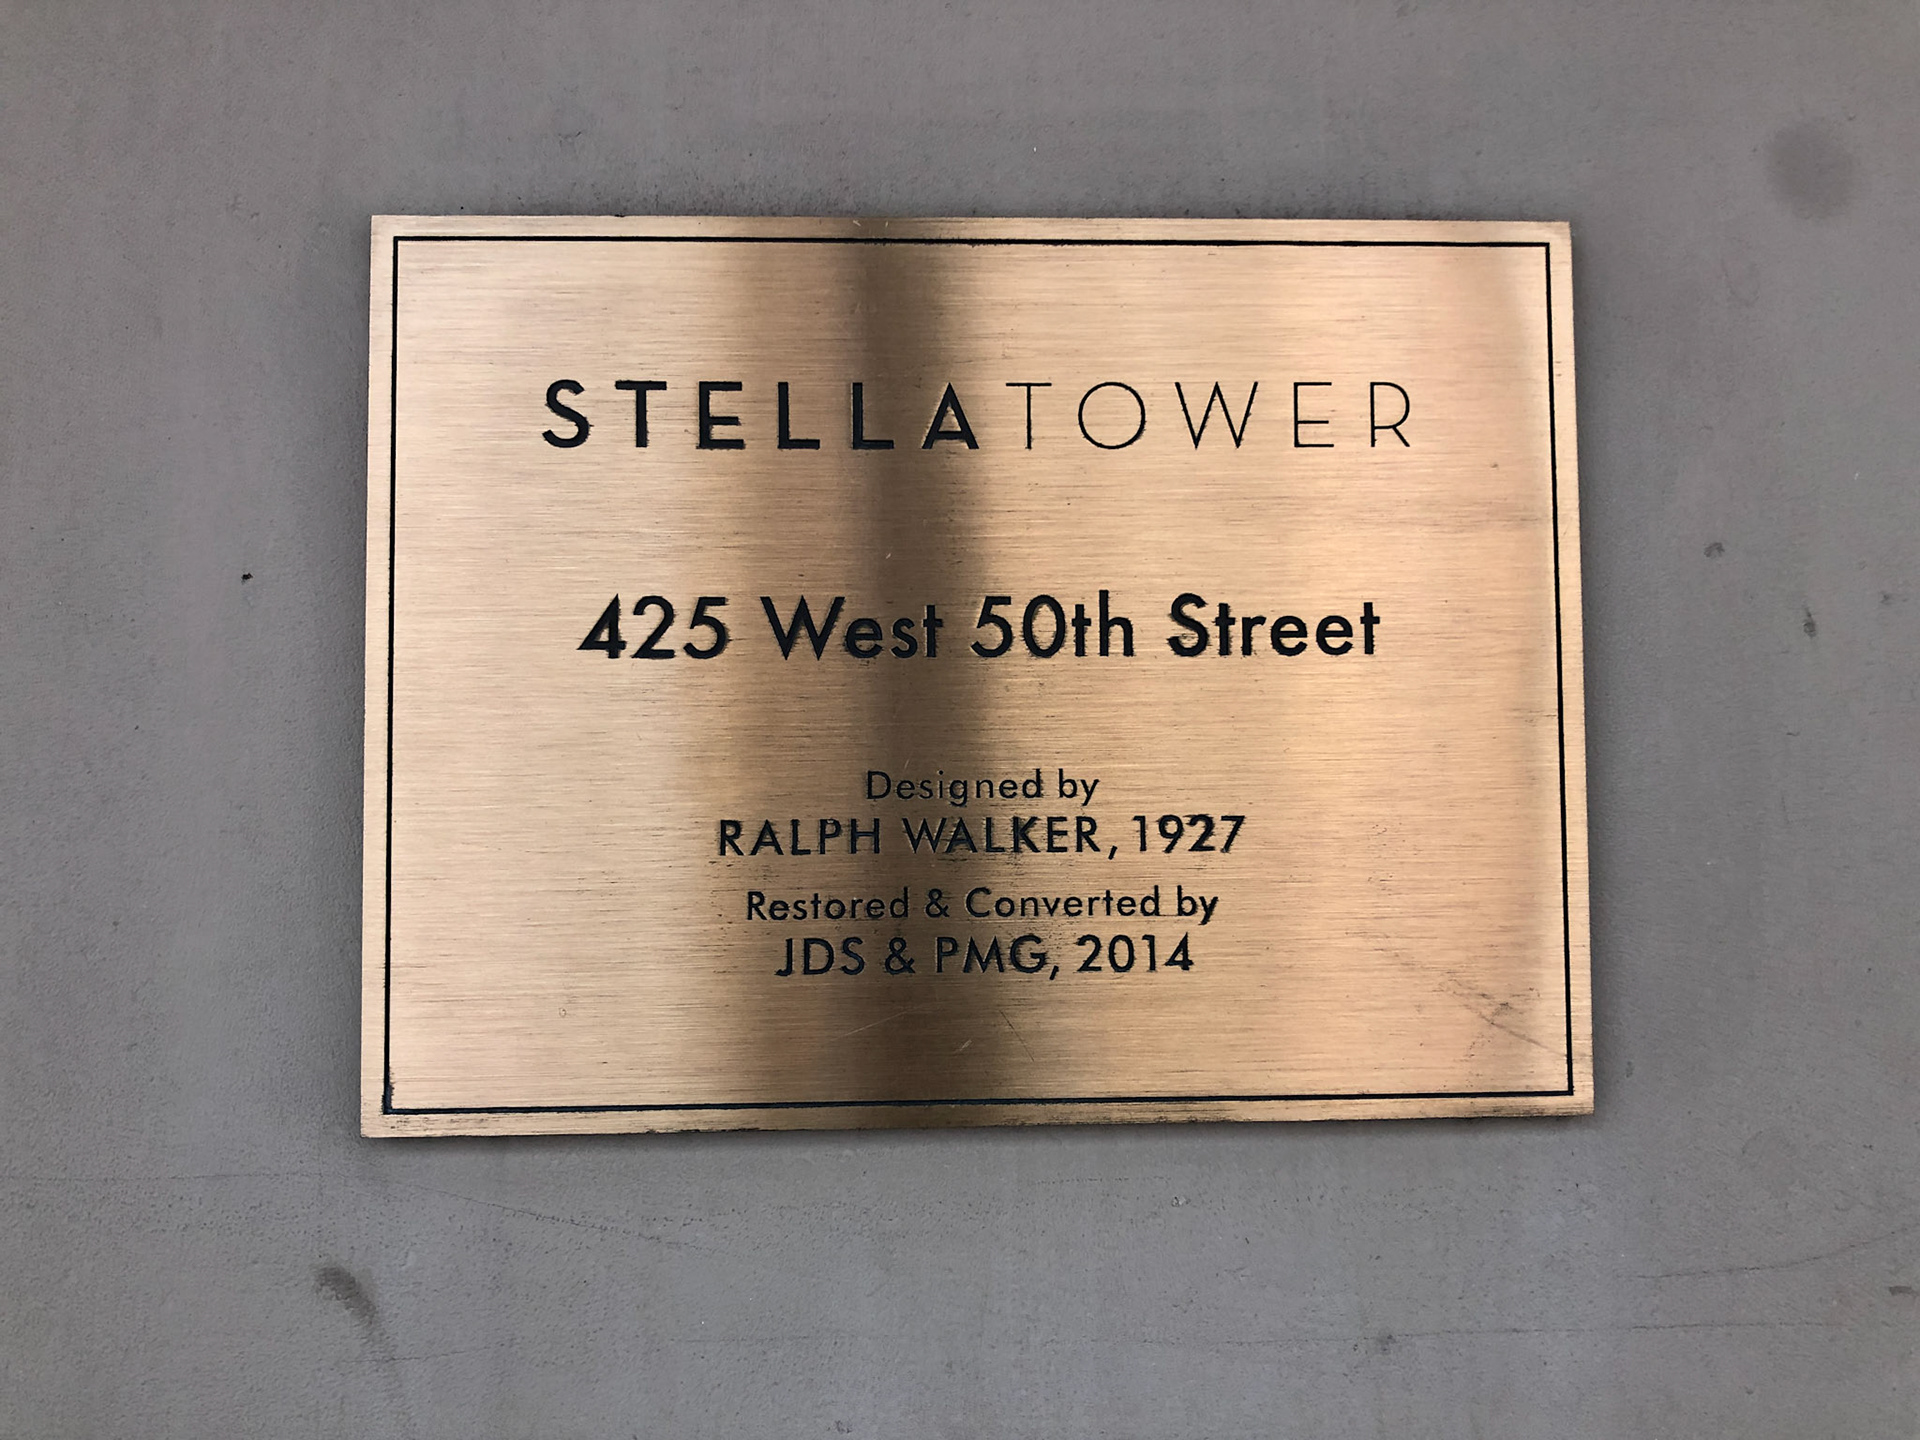 STELLATOWER
425 West 50th Street
Designed by
RALPH WALKER, 1927
Restored & Converted by
JDS & PMG, 2014